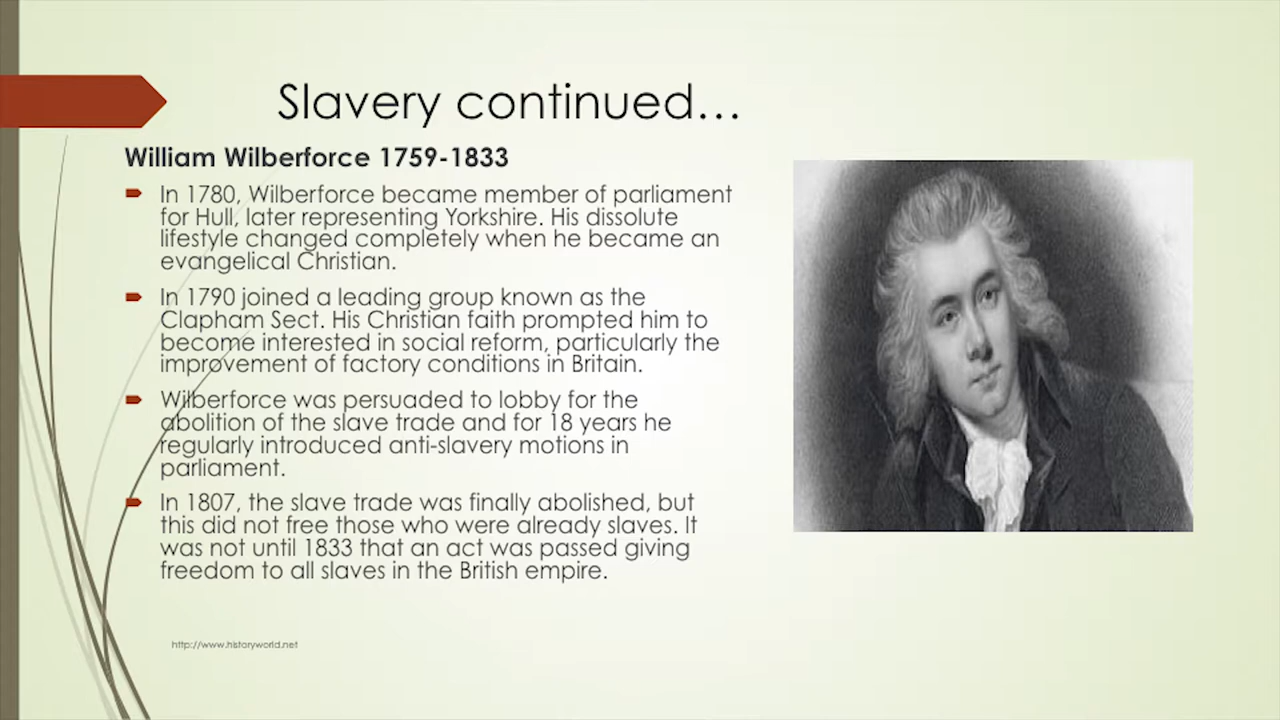 Slavery continued…
William Wilberforce 1759-1833
In 1780, Wilberforce became member of parliament
for Hull, later representing Yorkshire. His dissolute
lifestyle changed completely when he became an
evangelical Christian.
In 1790 joined a leading group known as the
Clapham Sect. His Christian faith prompted him to
become interested in social reform, particularly the
improvement of factory conditions in Britain.
Wilberforce was persuaded to lobby for the
abolition of the slave trade and for 18 years he
regularly introduced anti-slavery motions in
parliament.
In 1807, the slave trade was finally abolished, but
this did not free those who were already slaves. It
was not until 1833 that an act was passed giving
freedom to all slaves in the British empire.
http://www.historyworld.net